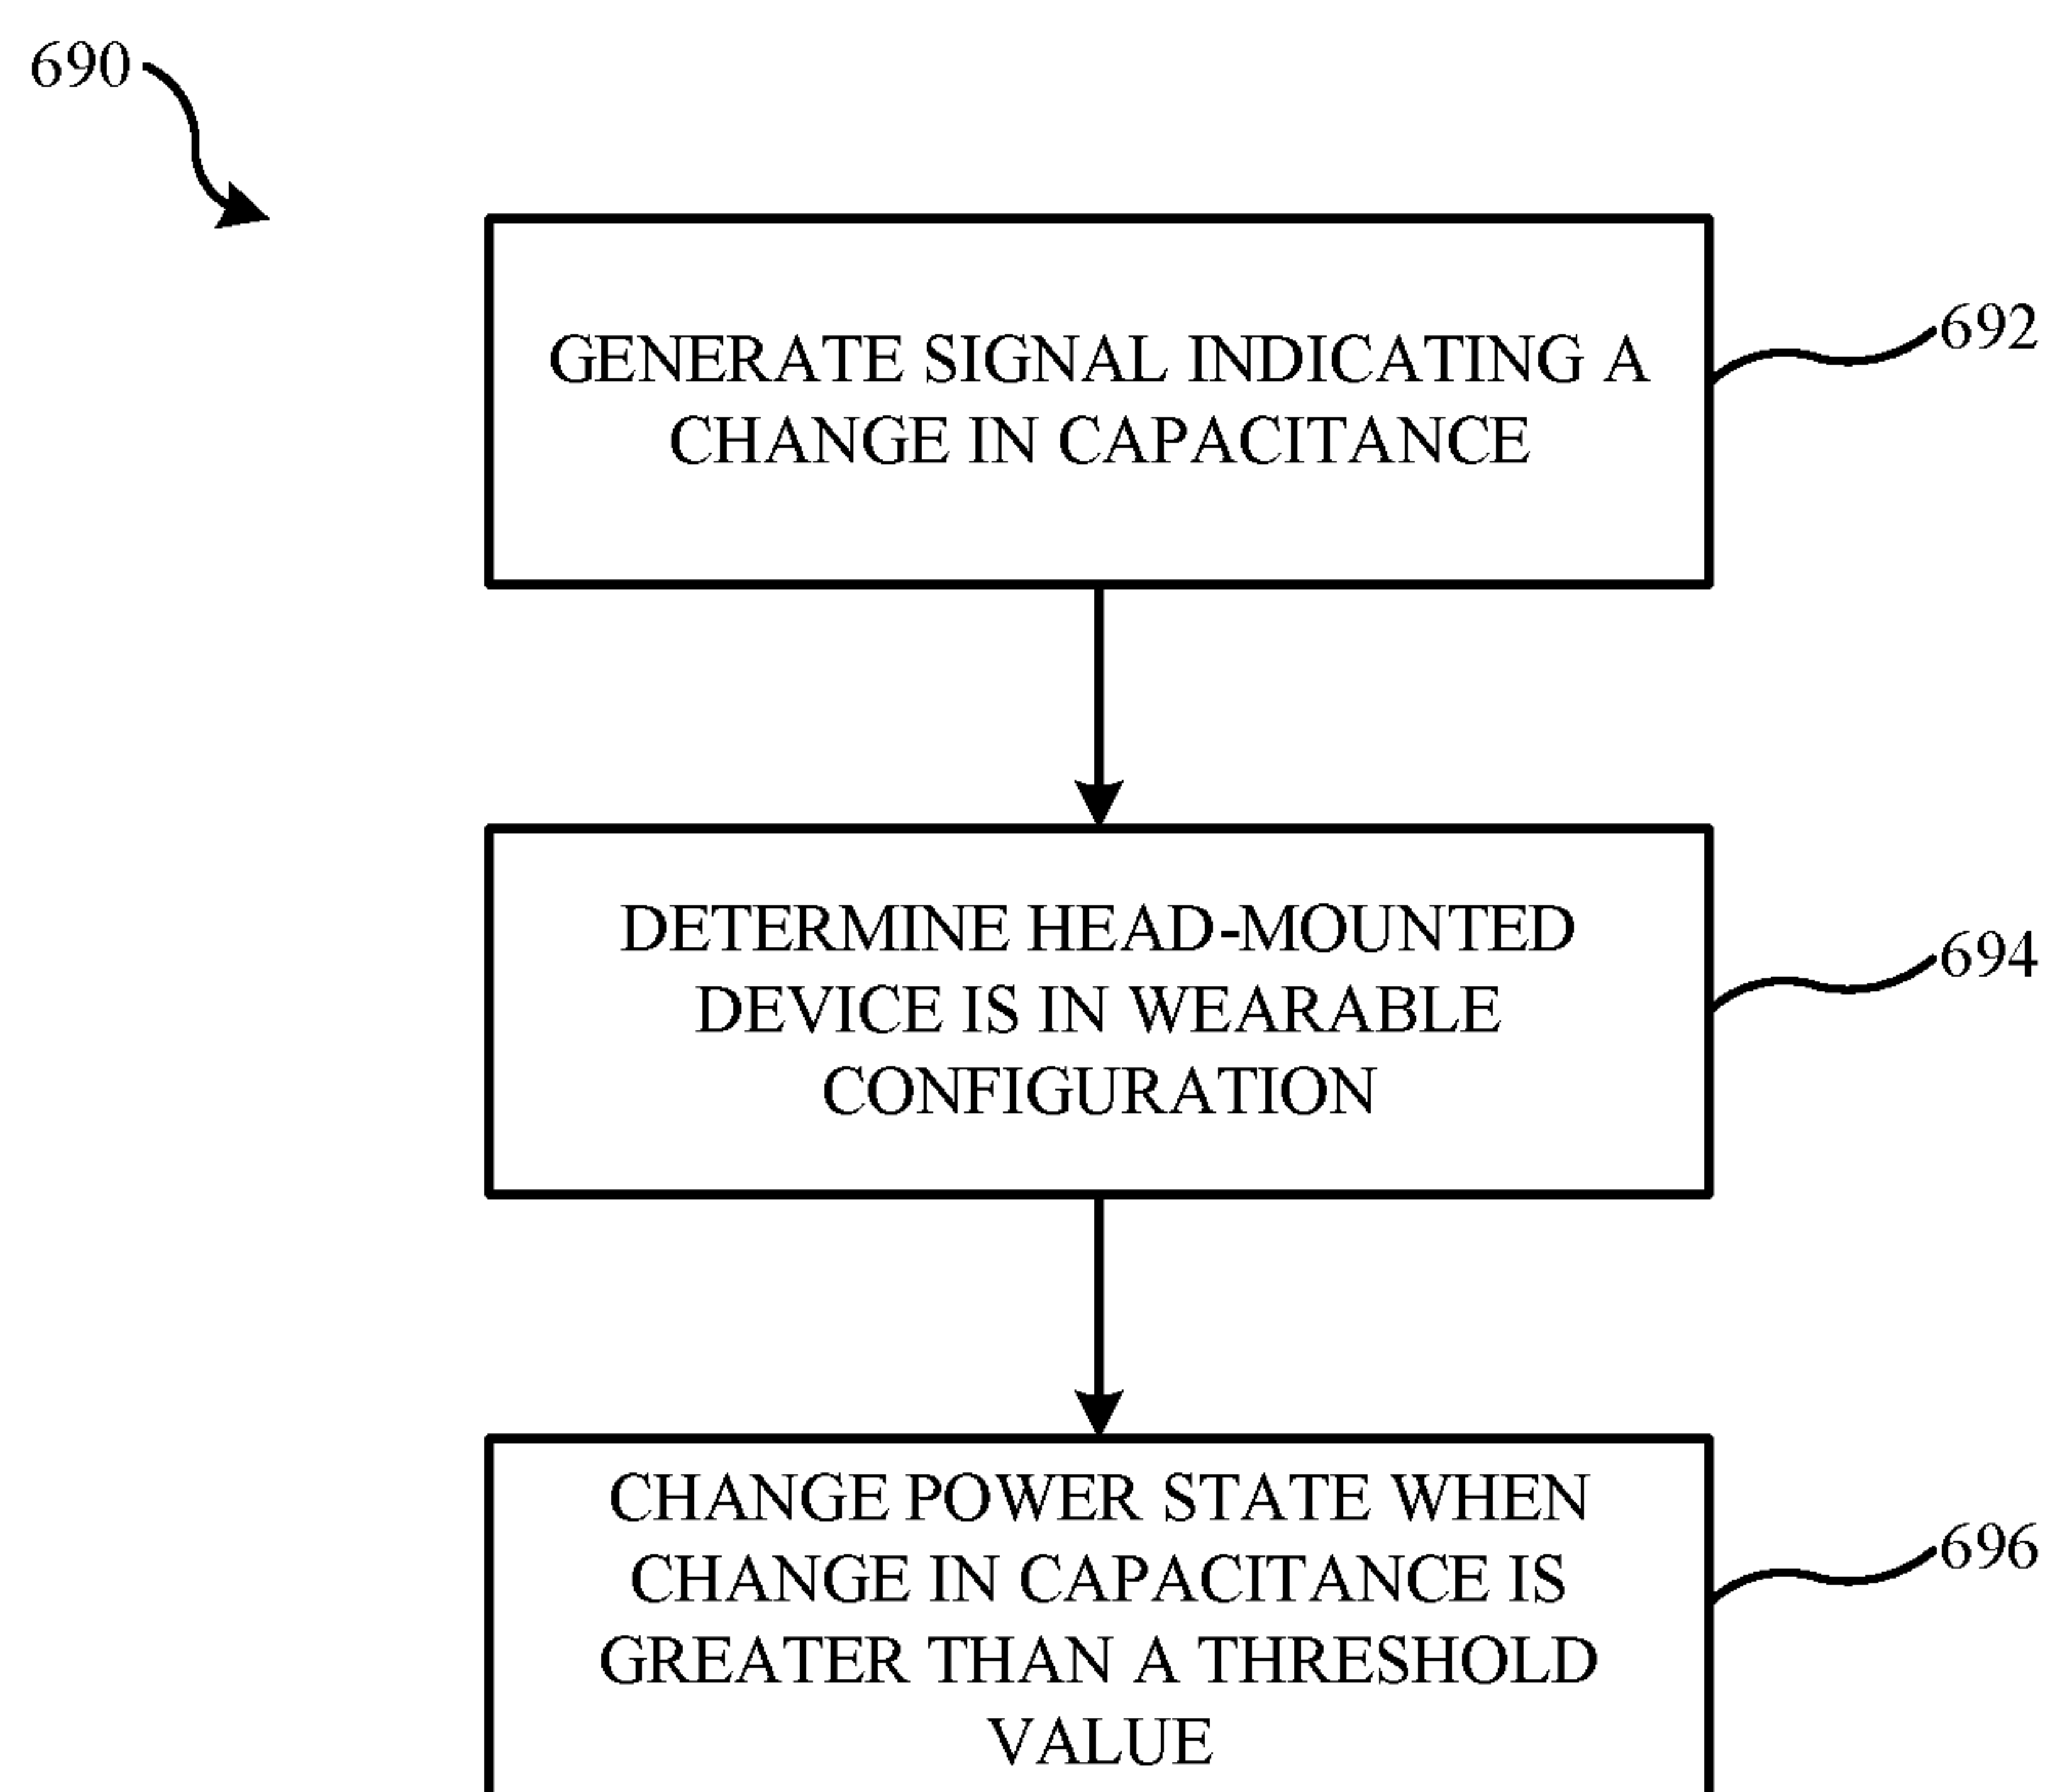 690
GENERATE SIGNAL INDICATING A
CHANGE IN CAPACITANCE
692
DETERMINE HEAD-MOUNTED
DEVICE IS IN WEARABLE
CONFIGURATION
694
CHANGE POWER STATE WHEN
CHANGE IN CAPACITANCE IS
GREATER THAN A THRESHOLD
VALUE
696